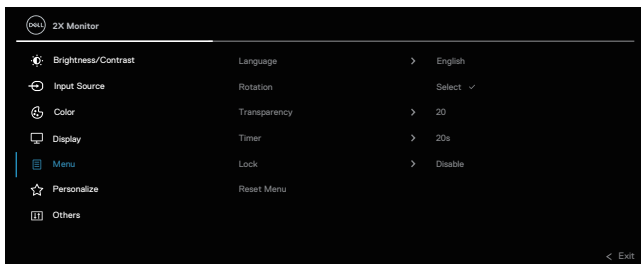 DELL 2X Monitor
Brightness/Contrast Language > English
Input Source Rotation Select ✓
Color Transparency > 20
Display Timer > 20s
Menu Lock > Disable
Personalize Reset Menu
Others
< Exit